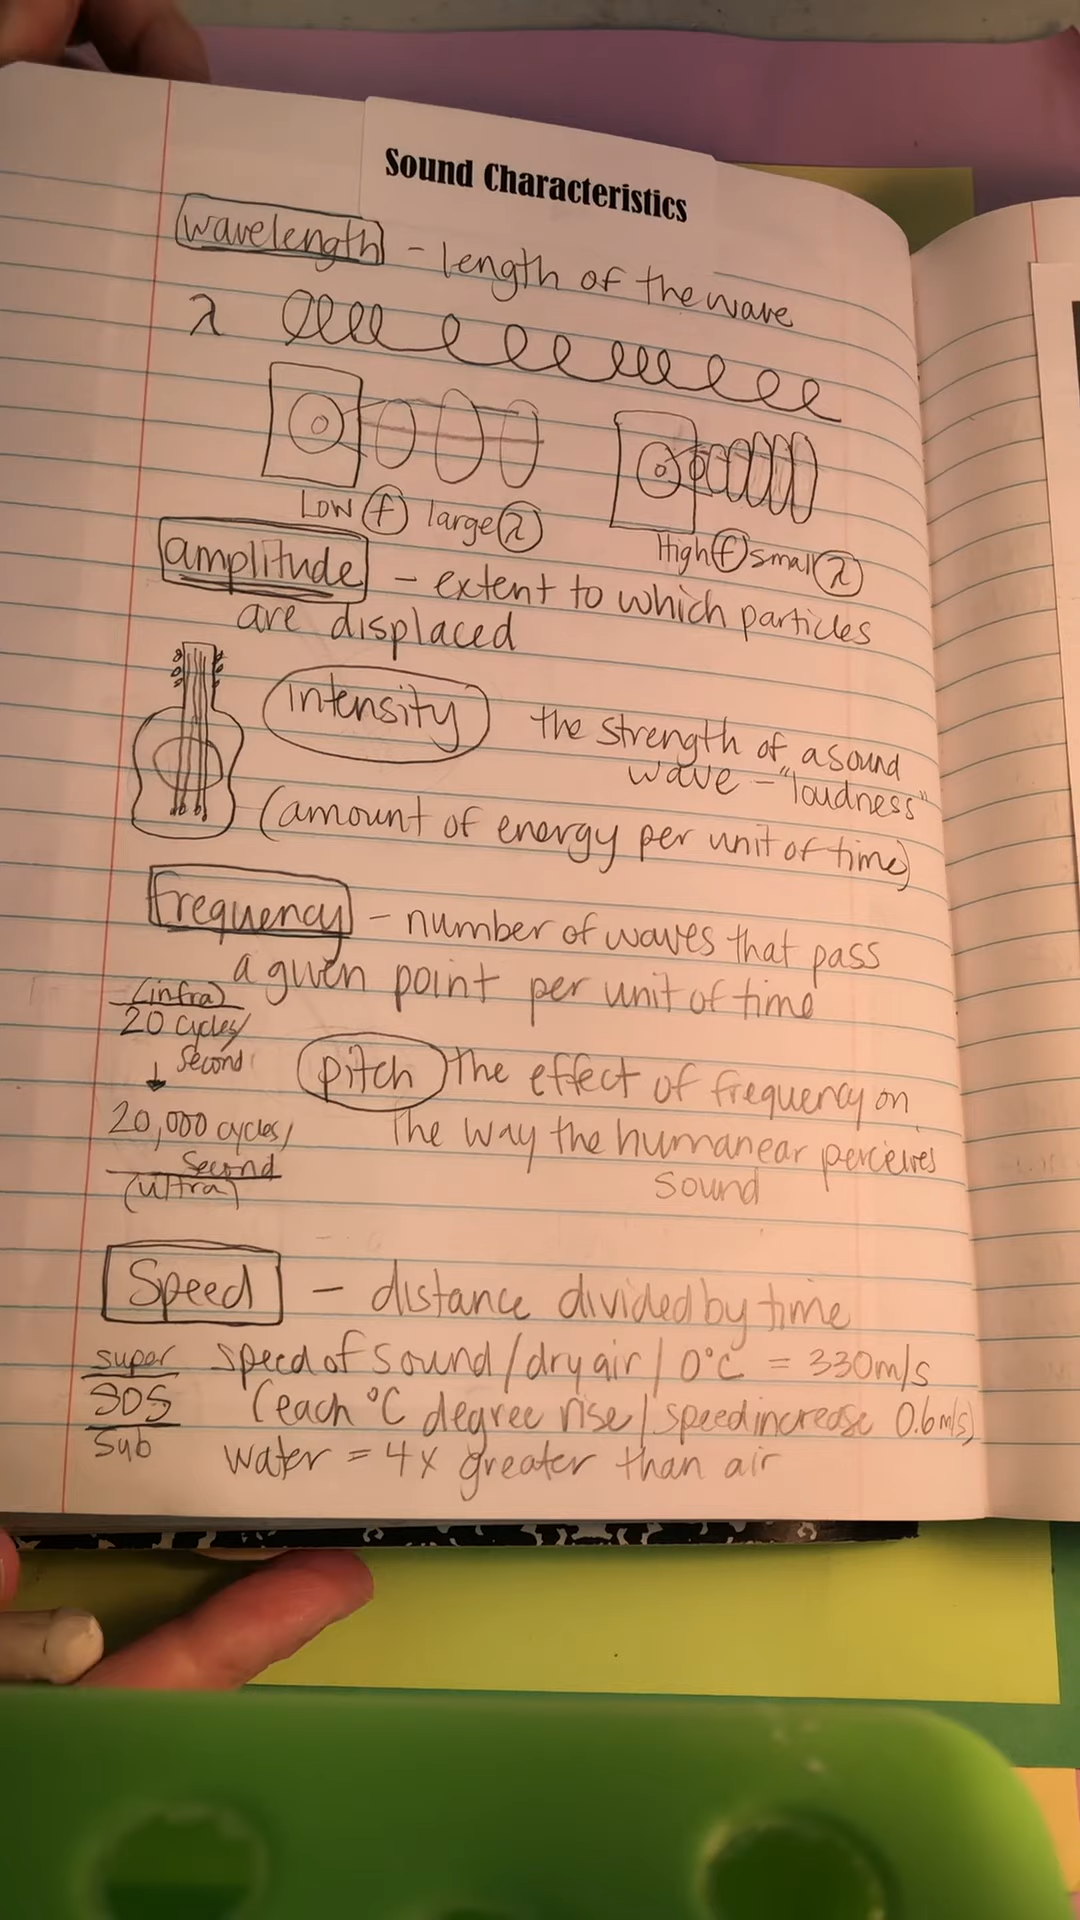 Sound Characteristics
wavelength - length of the wave
λ
Low f large λ
High f small λ
amplitude - extent to which particles
are displaced
intensity the strength of a sound
wave - "loudness"
(amount of energy per unit of time)
frequency - number of waves that pass
a given point per unit of time
(infra)
20 cycles/
second
↓
20,000 cycles/
second
(ultra)
pitch the effect of frequency on
the way the human ear perceives
sound
Speed - distance divided by time
super
SOS
sub
speed of sound/dry air/0°C = 330m/s
(each °C degree rise/speed increase 0.6m/s)
water = 4x greater than air